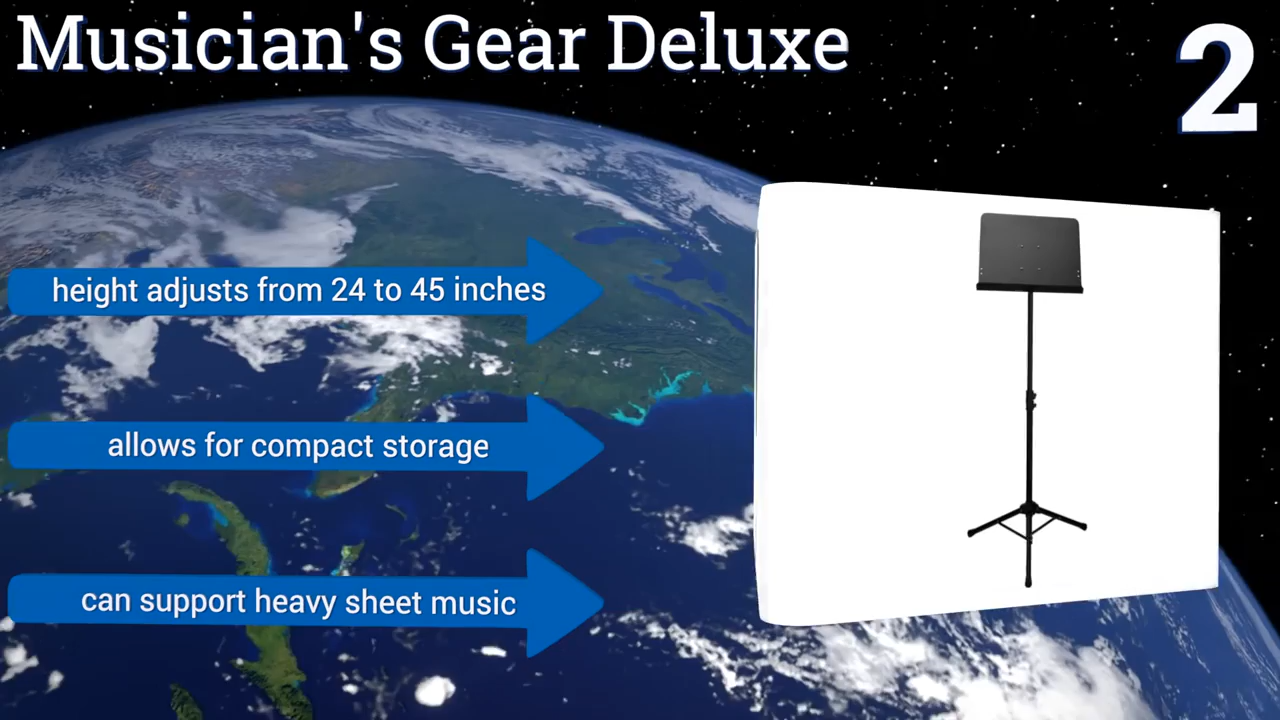 Musician's Gear Deluxe
2
height adjusts from 24 to 45 inches
allows for compact storage
can support heavy sheet music